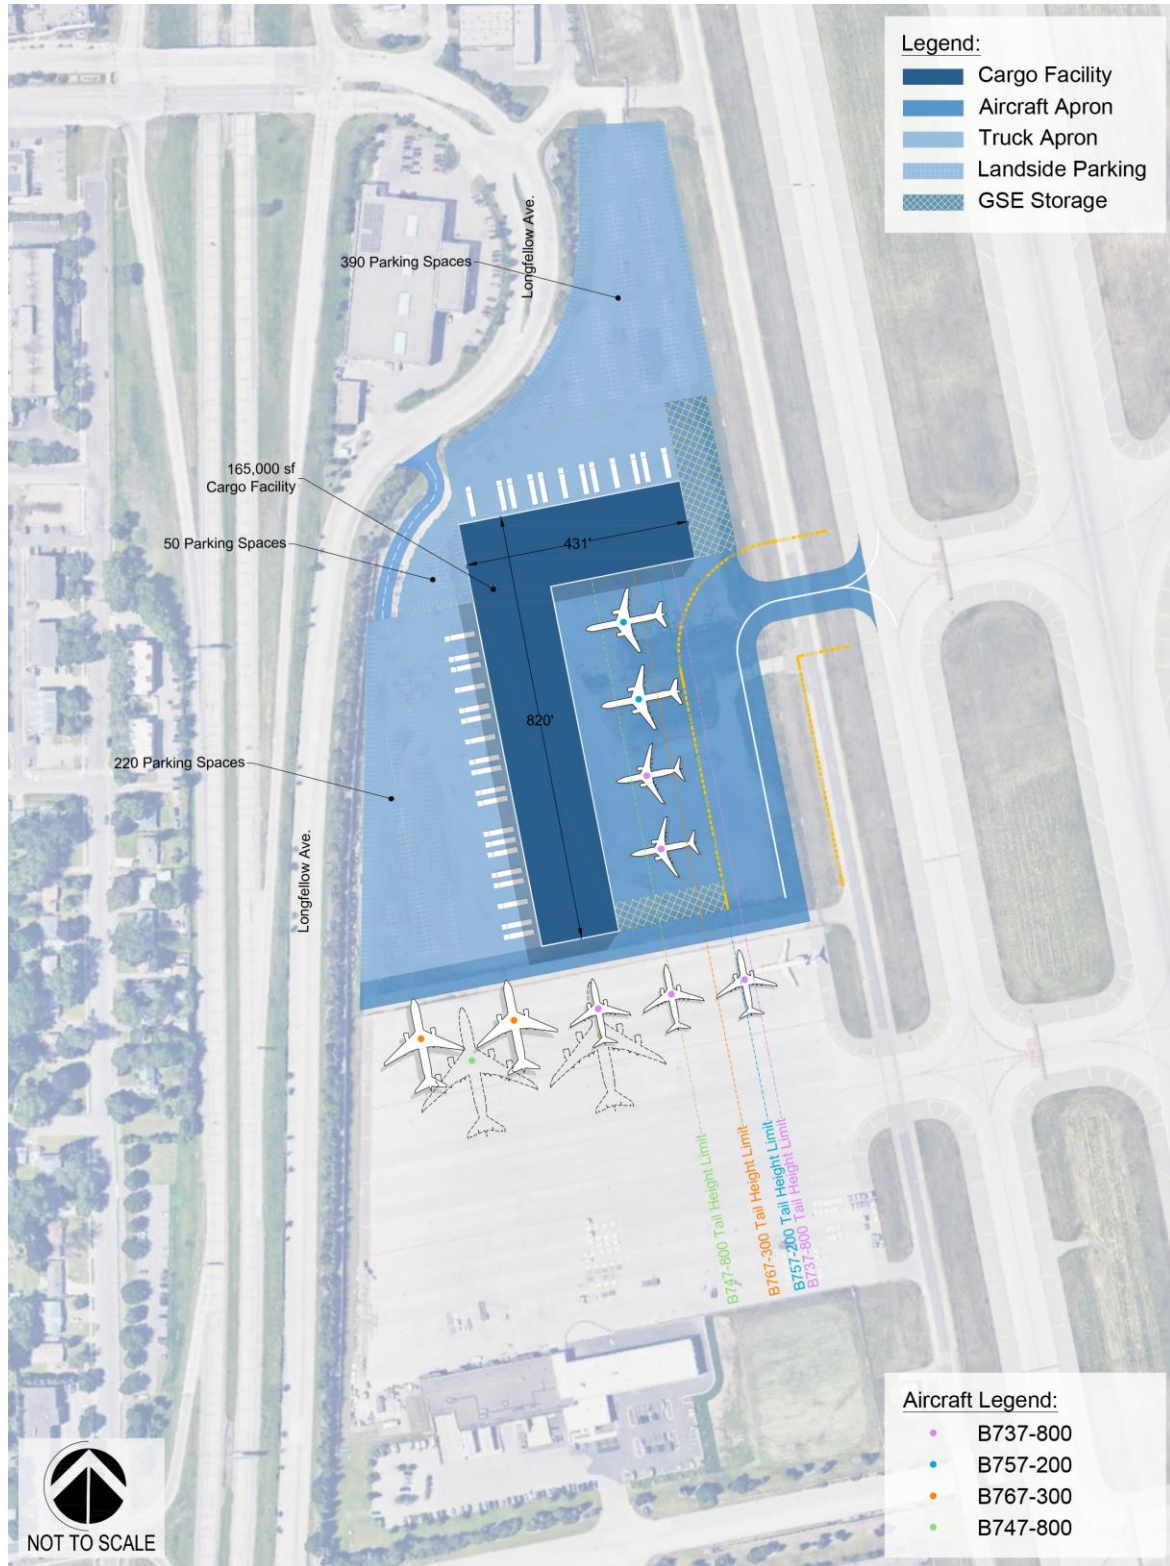 Legend:
Cargo Facility
Aircraft Apron
Truck Apron
Landside Parking
GSE Storage
Longfellow Ave.
390 Parking Spaces
165,000 sf
Cargo Facility
431'
50 Parking Spaces
820'
220 Parking Spaces
Longfellow Ave.
B747-800 Tail Height Limit
B767-300 Tail Height Limit
B757-200 Tail Height Limit
B737-800 Tail Height Limit
Aircraft Legend:
B737-800
B757-200
B767-300
B747-800
NOT TO SCALE